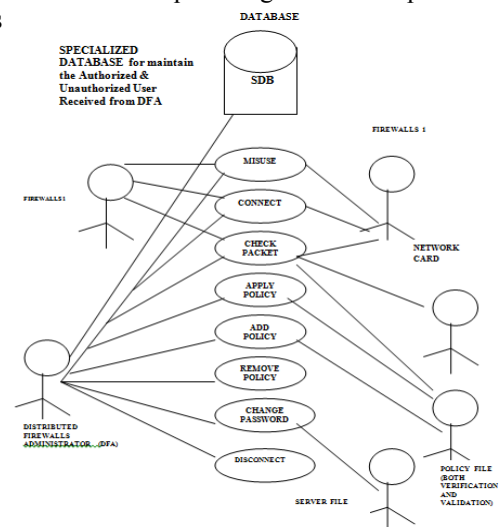 DATABASE
SPECIALIZED
DATABASE for maintain
the Authorized &
Unauthorized User
Received from DFA
SDB
FIREWALLS 1
MISUSE
FIREWALLS1
CONNECT
CHECK
PACKET
NETWORK
CARD
APPLY
POLICY
ADD
POLICY
REMOVE
POLICY
CHANGE
PASSWORD
DISTRIBUTED
FIREWALLS
ADMINISTRATOR (DFA)
DISCONNECT
POLICY FILE
(BOTH
VERIFICATION
AND
VALIDATION)
SERVER FILE